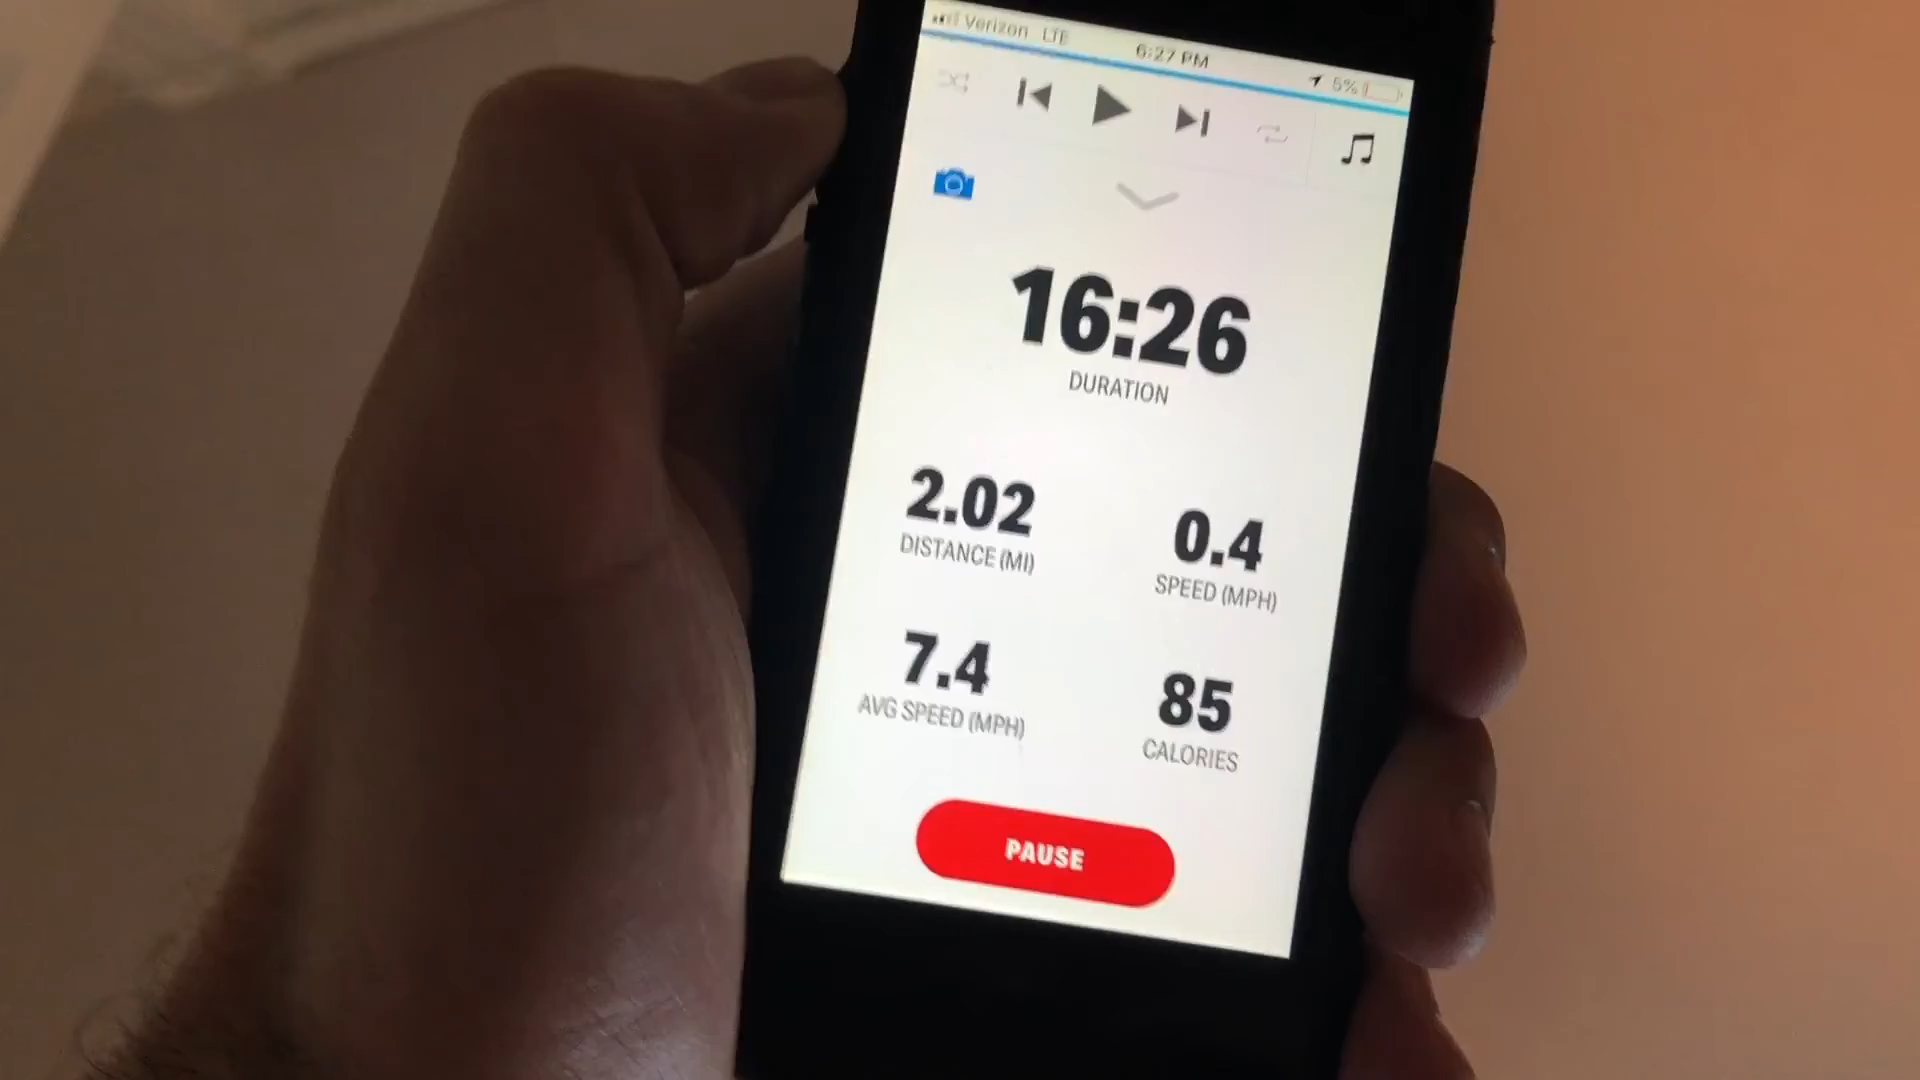 Verizon LTE 6:27 PM 5%
16:26
DURATION
2.02
DISTANCE (MI)
0.4
SPEED (MPH)
7.4
AVG SPEED (MPH)
85
CALORIES
PAUSE